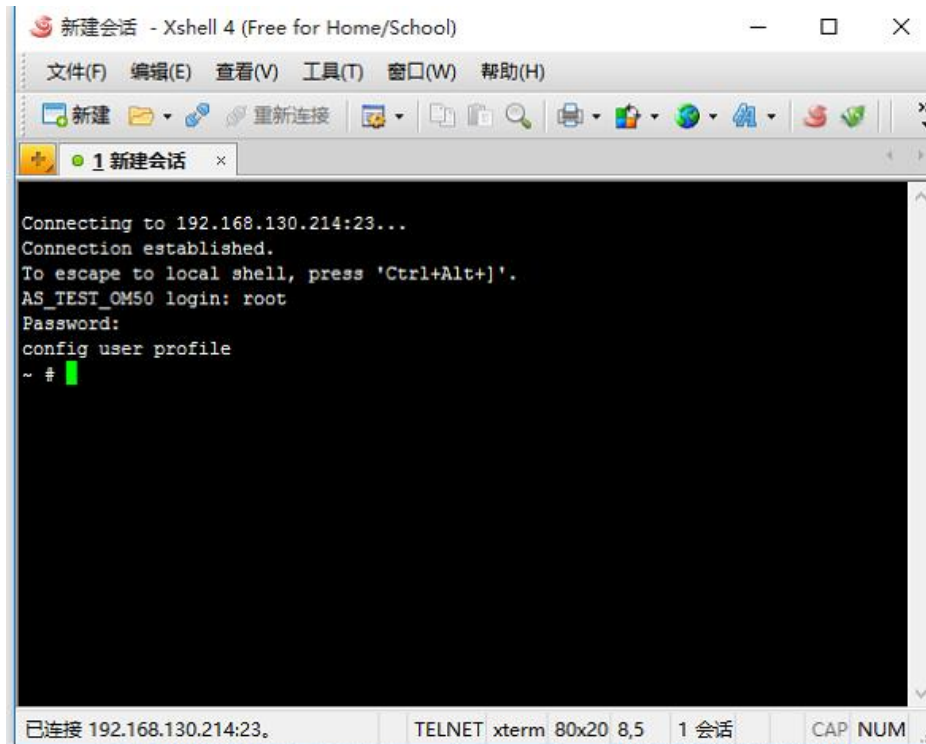 新建会话 - Xshell 4 (Free for Home/School)
文件(F) 编辑(E) 查看(V) 工具(T) 窗口(W) 帮助(H)
新建 重新连接
1 新建会话
Connecting to 192.168.130.214:23...
Connection established.
To escape to local shell, press 'Ctrl+Alt+]'.
AS_TEST_OM50 login: root
Password:
config user profile
~ #
已连接 192.168.130.214:23。 TELNET xterm 80x20 8,5 1 会话 CAP NUM